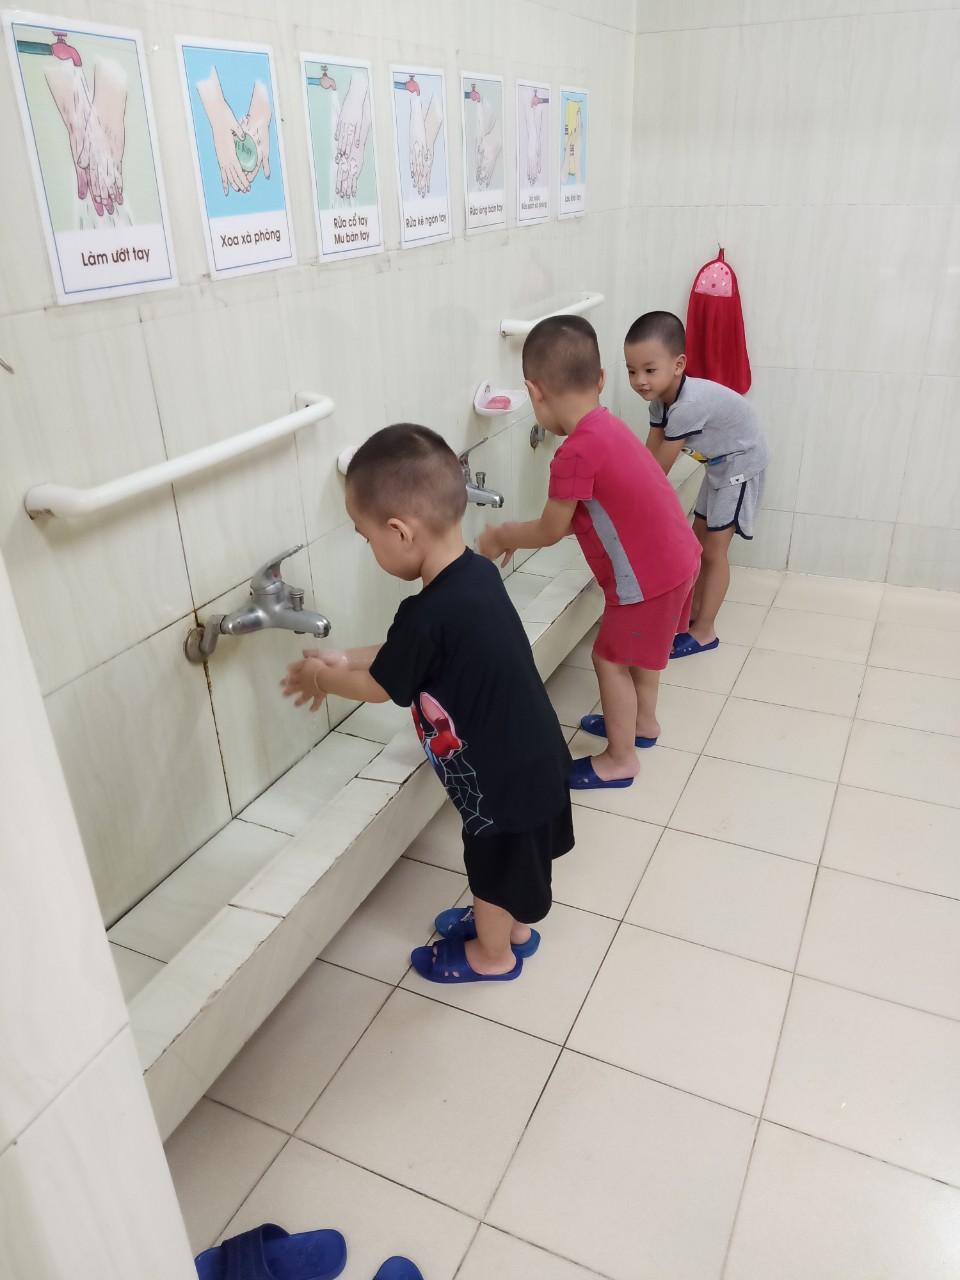 Làm ướt tay
Xoa xà phòng
Rửa cổ tay
Mu bàn tay
Rửa kẽ ngón tay
Rửa lòng bàn tay
Lau khô tay